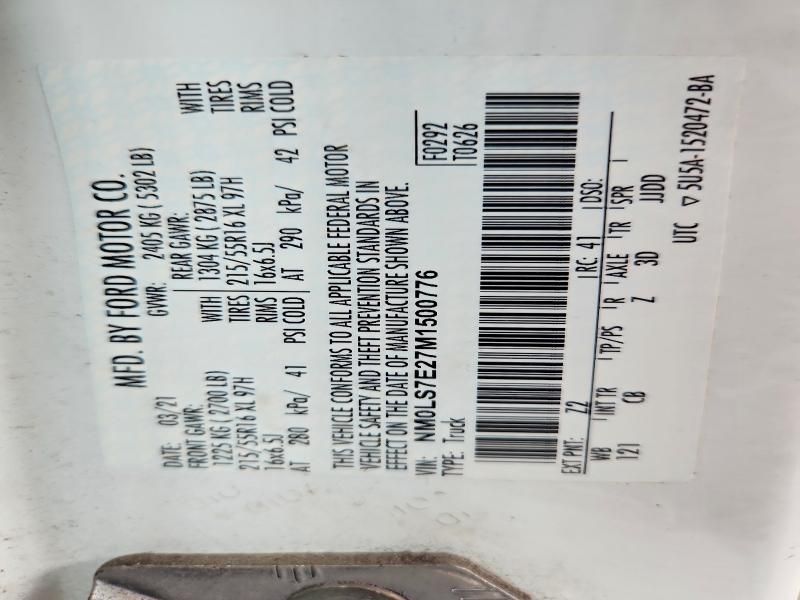 MFD. BY FORD MOTOR CO.
DATE: 03/21 GVWR: 2405 KG ( 5302 LB)
FRONT GAWR: REAR GAWR:
1225 KG ( 2700 LB) WITH 1304 KG ( 2875 LB) WITH
215/55R16 XL 97H TIRES 215/55R16 XL 97H TIRES
16x6.5J RIMS 16x6.5J RIMS
AT 280 kPa/ 41 PSI COLD AT 290 kPa/ 42 PSI COLD
THIS VEHICLE CONFORMS TO ALL APPLICABLE FEDERAL MOTOR
VEHICLE SAFETY AND THEFT PREVENTION STANDARDS IN
EFFECT ON THE DATE OF MANUFACTURE SHOWN ABOVE.
VIN: NM0LS7E27M1500776 F0292
TYPE: Truck T0626
EXT PNT: Z2 RC: 41 DSO:
WB INT TR TP/PS R AXLE TR SPR
121 CB Z 3D JJDD
UTC ▽ 5U5A-1520472-BA